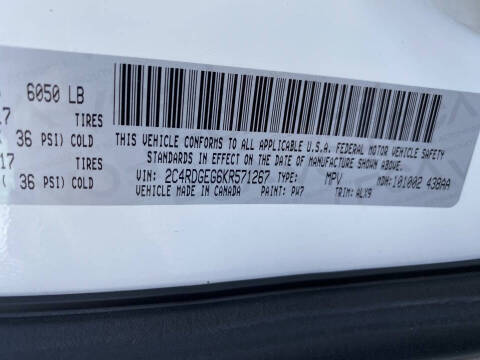 6050 LB
17 TIRES
36 PSI) COLD
17 TIRES
( 36 PSI) COLD
THIS VEHICLE CONFORMS TO ALL APPLICABLE U.S.A. FEDERAL MOTOR VEHICLE SAFETY
STANDARDS IN EFFECT ON THE DATE OF MANUFACTURE SHOWN ABOVE.
VIN: 2C4RDGEG6KR571267 TYPE: MPV MDH: 101002 438AA
VEHICLE MADE IN CANADA PAINT: PW7 TRIM: ALX9